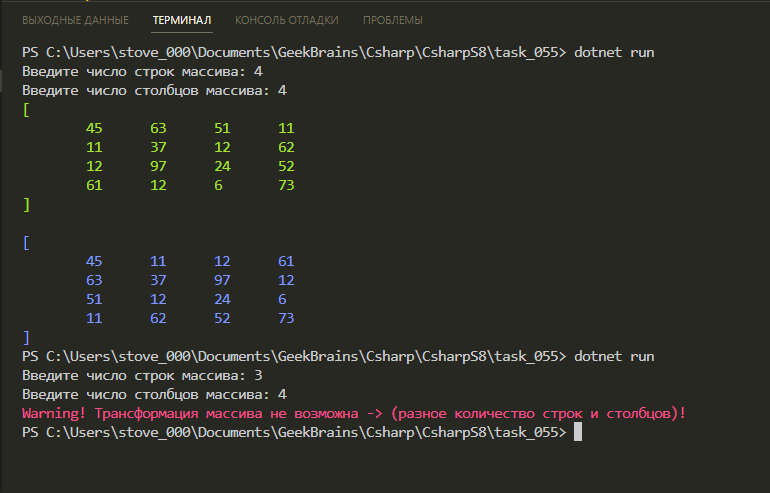 ВЫХОДНЫЕ ДАННЫЕ ТЕРМИНАЛ КОНСОЛЬ ОТЛАДКИ ПРОБЛЕМЫ
PS C:\Users\stove_000\Documents\GeekBrains\Csharp\CsharpS8\task_055> dotnet run
Введите число строк массива: 4
Введите число столбцов массива: 4
[
45 63 51 11
11 37 12 62
12 97 24 52
61 12 6 73
]
[
45 11 12 61
63 37 97 12
51 12 24 6
11 62 52 73
]
PS C:\Users\stove_000\Documents\GeekBrains\Csharp\CsharpS8\task_055> dotnet run
Введите число строк массива: 3
Введите число столбцов массива: 4
Warning! Трансформация массива не возможна -> (разное количество строк и столбцов)!
PS C:\Users\stove_000\Documents\GeekBrains\Csharp\CsharpS8\task_055>